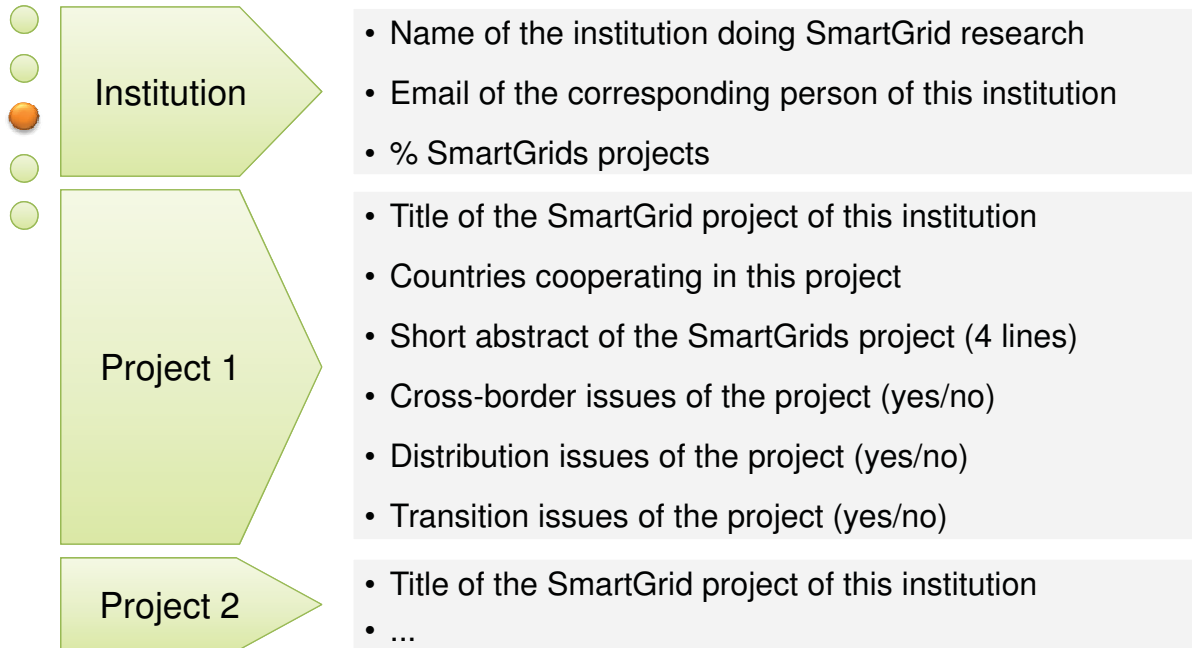 Institution
• Name of the institution doing SmartGrid research
• Email of the corresponding person of this institution
• % SmartGrids projects
Project 1
• Title of the SmartGrid project of this institution
• Countries cooperating in this project
• Short abstract of the SmartGrids project (4 lines)
• Cross-border issues of the project (yes/no)
• Distribution issues of the project (yes/no)
• Transition issues of the project (yes/no)
Project 2
• Title of the SmartGrid project of this institution
• ...